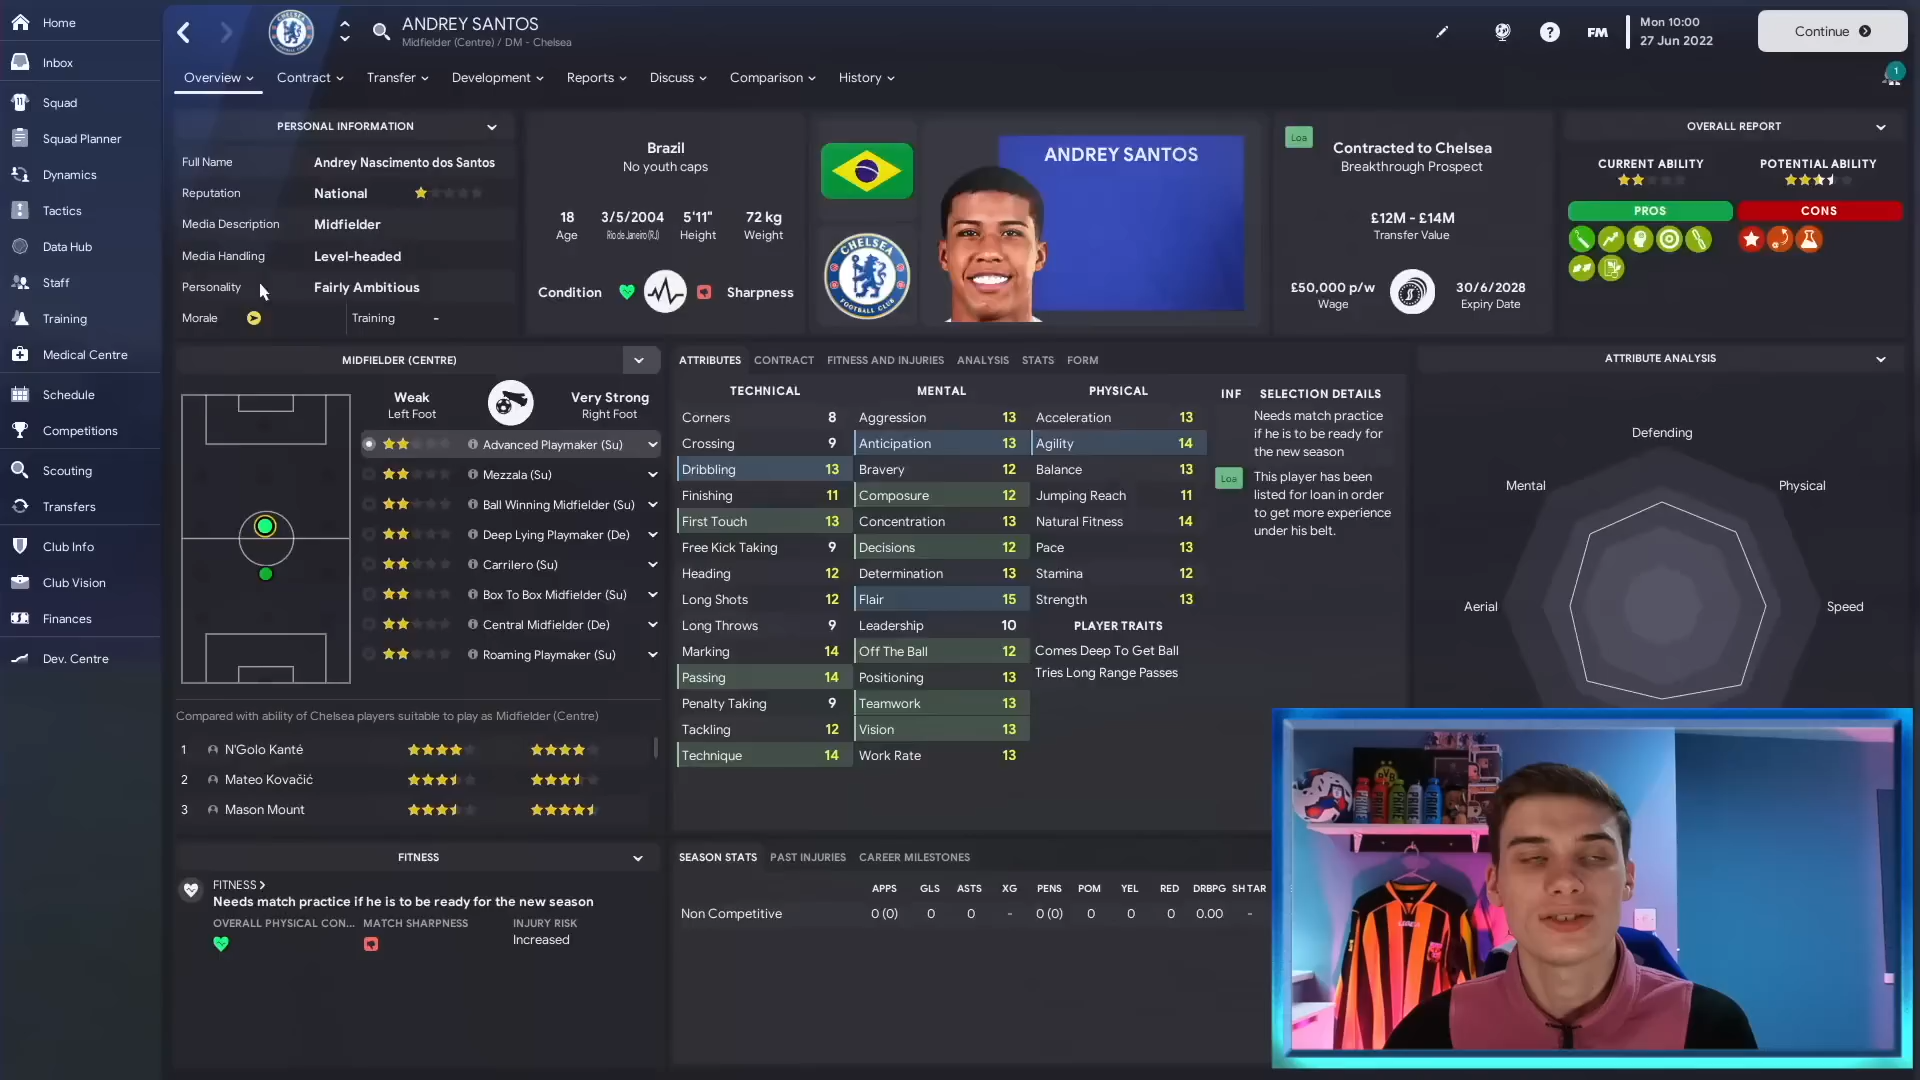 Home
Inbox
Squad
Squad Planner
Dynamics
Tactics
Data Hub
Staff
Training
Medical Centre
Schedule
Competitions
Scouting
Transfers
Club Info
Club Vision
Finances
Dev. Centre
ANDREY SANTOS
Midfielder (Centre) / DM - Chelsea
FM
Mon 10:00
27 Jun 2022
Continue
Overview Contract Transfer Development Reports Discuss Comparison History
1
PERSONAL INFORMATION
Full Name Andrey Nascimento dos Santos
Reputation National
Media Description Midfielder
Media Handling Level-headed
Personality Fairly Ambitious
Morale Training -
Brazil
No youth caps
18 3/5/2004 5'11" 72 kg
Age Rio de Janeiro (RJ) Height Weight
Condition Sharpness
CHELSEA
FOOTBALL CLUB
ANDREY SANTOS
Loa
Contracted to Chelsea
Breakthrough Prospect
£12M - £14M
Transfer Value
£50,000 p/w 30/6/2028
Wage Expiry Date
OVERALL REPORT
CURRENT ABILITY POTENTIAL ABILITY
PROS CONS
MIDFIELDER (CENTRE)
Weak Very Strong
Left Foot Right Foot
Advanced Playmaker (Su)
Mezzala (Su)
Ball Winning Midfielder (Su)
Deep Lying Playmaker (De)
Carrilero (Su)
Box To Box Midfielder (Su)
Central Midfielder (De)
Roaming Playmaker (Su)
Compared with ability of Chelsea players suitable to play as Midfielder (Centre)
1 N'Golo Kanté
2 Mateo Kovačić
3 Mason Mount
FITNESS
FITNESS
Needs match practice if he is to be ready for the new season
OVERALL PHYSICAL CON... MATCH SHARPNESS INJURY RISK
Increased
ATTRIBUTES CONTRACT FITNESS AND INJURIES ANALYSIS STATS FORM
TECHNICAL MENTAL PHYSICAL
Corners 8 Aggression 13 Acceleration 13
Crossing 9 Anticipation 13 Agility 14
Dribbling 13 Bravery 12 Balance 13
Finishing 11 Composure 12 Jumping Reach 11
First Touch 13 Concentration 13 Natural Fitness 14
Free Kick Taking 9 Decisions 12 Pace 13
Heading 12 Determination 13 Stamina 12
Long Shots 12 Flair 15 Strength 13
Long Throws 9 Leadership 10 PLAYER TRAITS
Marking 14 Off The Ball 12 Comes Deep To Get Ball
Passing 14 Positioning 13 Tries Long Range Passes
Penalty Taking 9 Teamwork 13
Tackling 12 Vision 13
Technique 14 Work Rate 13
INF SELECTION DETAILS
Needs match practice
if he is to be ready for
the new season
Loa
This player has been
listed for loan in order
to get more experience
under his belt.
ATTRIBUTE ANALYSIS
Defending
Mental Physical
Aerial Speed
SEASON STATS PAST INJURIES CAREER MILESTONES
APPS GLS ASTS XG PENS POM YEL RED DRBPG SH TAR
Non Competitive 0 (0) 0 0 - 0 (0) 0 0 0 0.00 -
BVB
PRIME PRIME PRIME PRIME PRIME